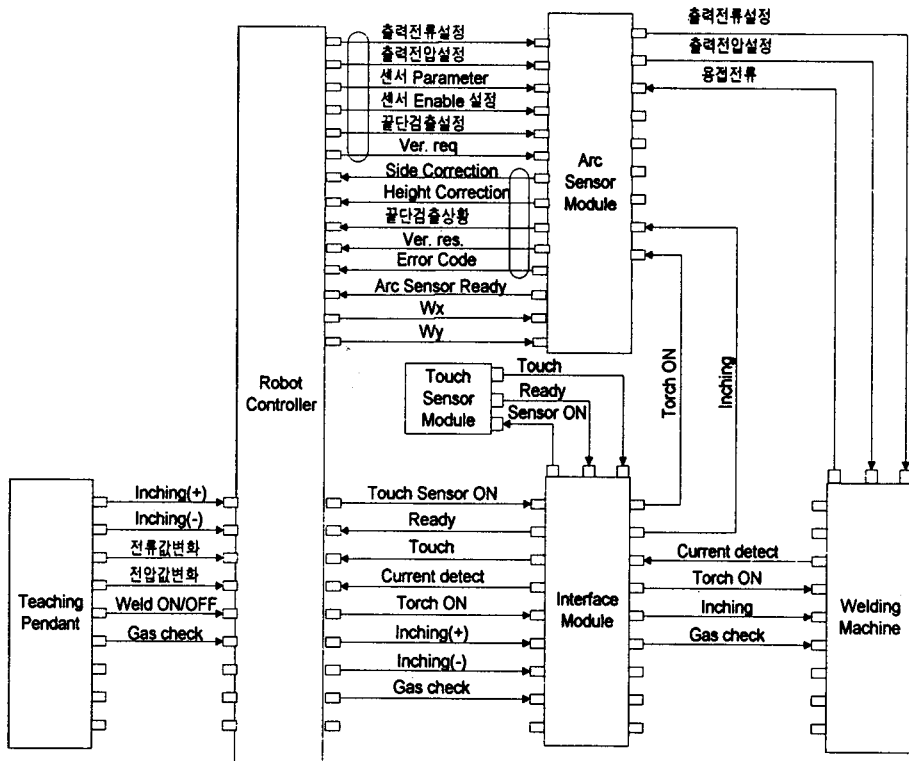 출력전류설정
출력전압설정
센서 Parameter
센서 Enable 설정
끝단검출설정
Ver. req
Side Correction
Height Correction
끝단검출상황
Ver. res.
Error Code
Arc Sensor Ready
Wx
Wy
Robot
Controller
Arc
Sensor
Module
출력전류설정
출력전압설정
용접전류
Torch ON
Inching
Touch
Sensor
Module
Touch
Ready
Sensor ON
Teaching
Pendant
Inching(+)
Inching(-)
전류값변화
전압값변화
Weld ON/OFF
Gas check
Touch Sensor ON
Ready
Touch
Current detect
Torch ON
Inching(+)
Inching(-)
Gas check
Interface
Module
Current detect
Torch ON
Inching
Gas check
Welding
Machine